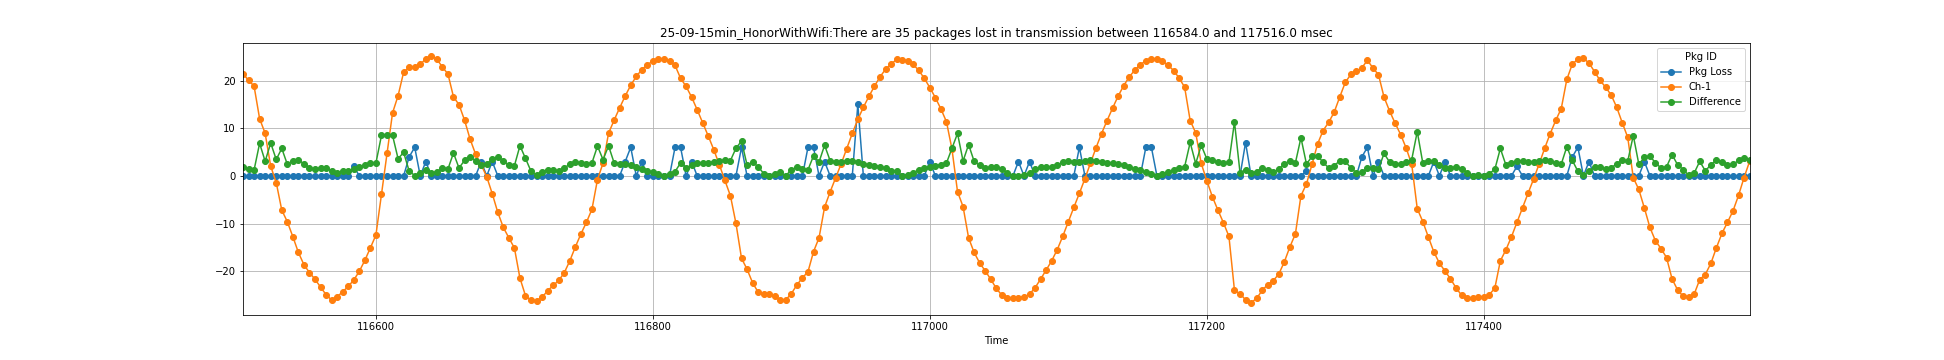 25-09-15min_HonorWithWifi:There are 35 packages lost in transmission between 116584.0 and 117516.0 msec
Pkg ID
Pkg Loss
Ch-1
Difference
20
10
0
−10
−20
116600 116800 117000 117200 117400
Time